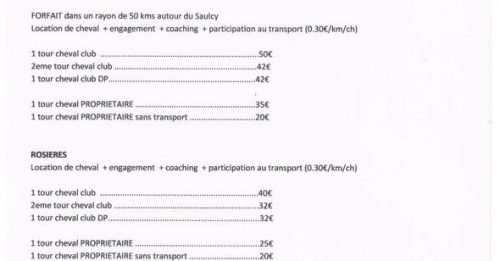 FORFAIT dans un rayon de 50 kms autour du Saulcy
Location de cheval + engagement + coaching + participation au transport (0.30€/km/ch)
1 tour cheval club ................................................50€
2eme tour cheval club ............................................42€
1 tour cheval club DP.............................................42€
1 tour cheval PROPRIETAIRE .....................................35€
1 tour cheval PROPRIETAIRE sans transport ......................20€
ROSIERES
Location de cheval + engagement + coaching + participation au transport (0.30€/km/ch)
1 tour cheval club ................................................40€
2eme tour cheval club ............................................32€
1 tour cheval club DP.............................................32€
1 tour cheval PROPRIETAIRE .....................................25€
1 tour cheval PROPRIETAIRE sans transport ......................20€